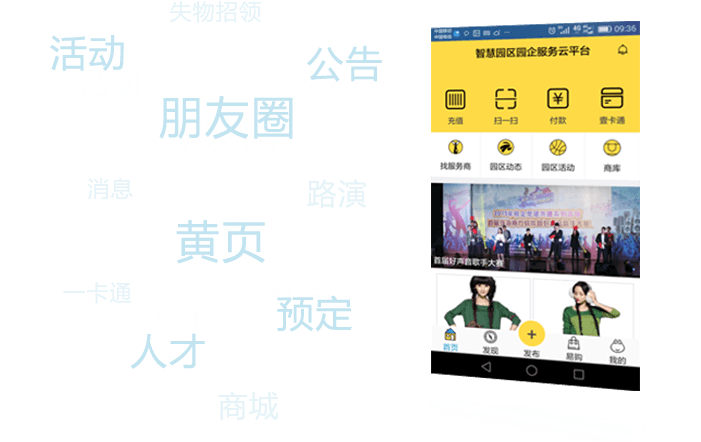 失物招领
活动
公告
朋友圈
消息
路演
黄页
一卡通
预定
人才
商城
09:36
智慧园区园企服务云平台
充值
扫一扫
付款
壹卡通
找服务商
园区动态
园区活动
商库
首届好声音歌手大赛
首页
发现
发布
易购
我的